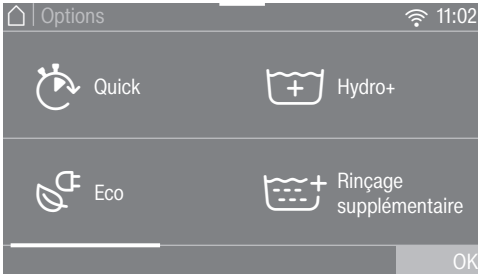 Options
11:02
Quick
Hydro+
Eco
Rinçage
supplémentaire
OK